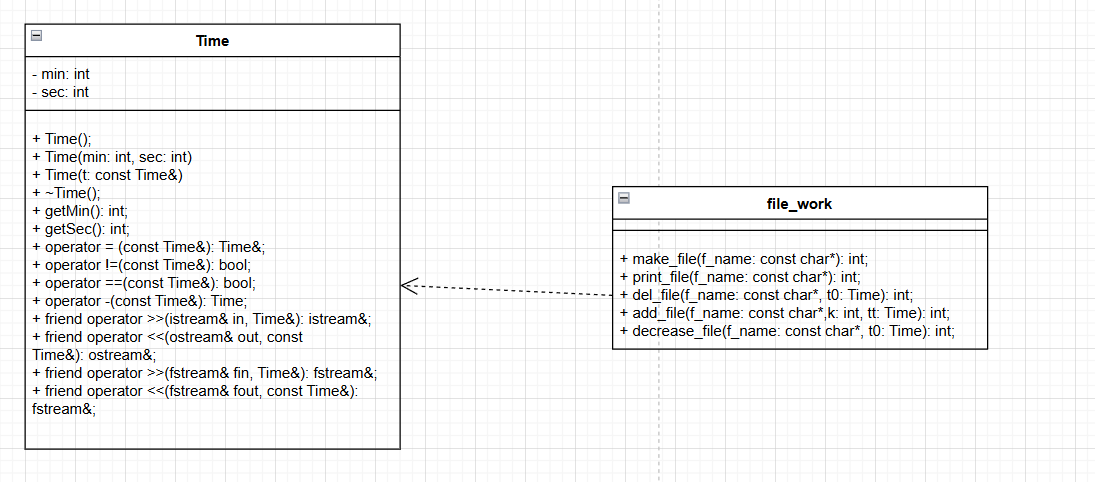 Time
- min: int
- sec: int
+ Time();
+ Time(min: int, sec: int)
+ Time(t: const Time&)
+ ~Time();
+ getMin(): int;
+ getSec(): int;
+ operator = (const Time&): Time&;
+ operator !=(const Time&): bool;
+ operator ==(const Time&): bool;
+ operator -(const Time&): Time;
+ friend operator >>(istream& in, Time&): istream&;
+ friend operator <<(ostream& out, const
Time&): ostream&;
+ friend operator >>(fstream& fin, Time&): fstream&;
+ friend operator <<(fstream& fout, const Time&):
fstream&;
file_work
+ make_file(f_name: const char*): int;
+ print_file(f_name: const char*): int;
+ del_file(f_name: const char*, t0: Time): int;
+ add_file(f_name: const char*,k: int, tt: Time): int;
+ decrease_file(f_name: const char*, t0: Time): int;